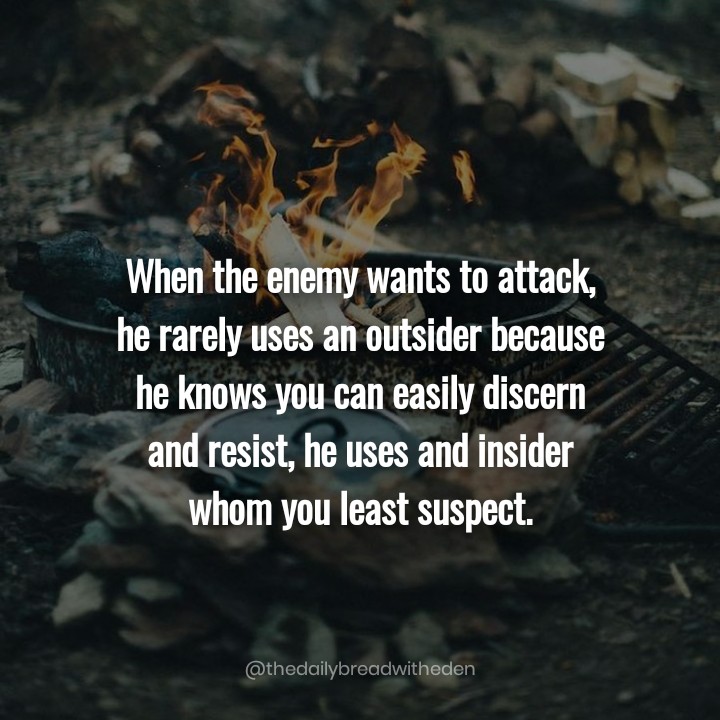 When the enemy wants to attack,
he rarely uses an outsider because
he knows you can easily discern
and resist, he uses and insider
whom you least suspect.
@thedailybreadwitheden